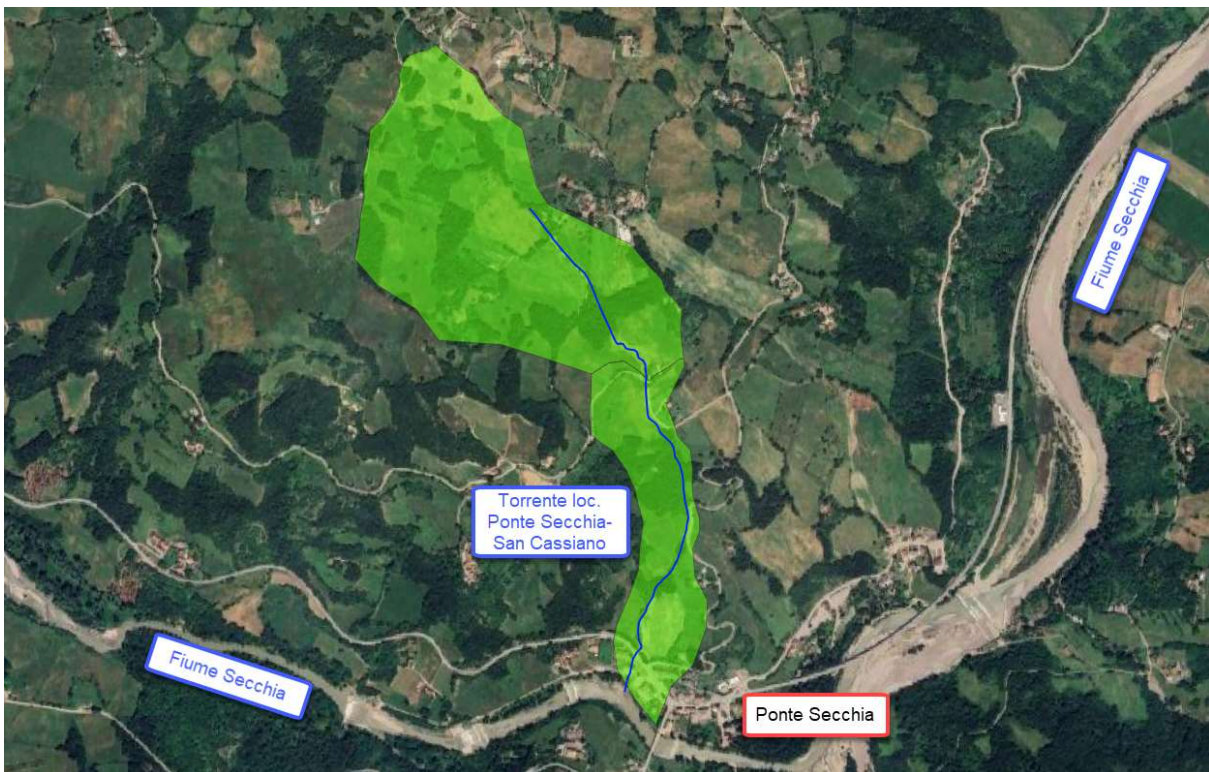 Fiume Secchia
Torrente loc.
Ponte Secchia-
San Cassiano
Fiume Secchia
Ponte Secchia